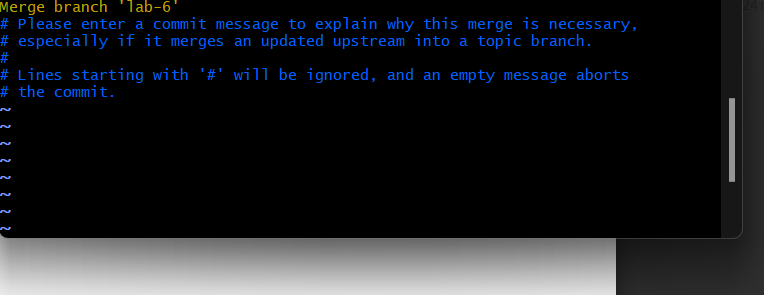 Merge branch 'lab-6'
# Please enter a commit message to explain why this merge is necessary,
# especially if it merges an updated upstream into a topic branch.
#
# Lines starting with '#' will be ignored, and an empty message aborts
# the commit.
~
~
~
~
~
~
~
~